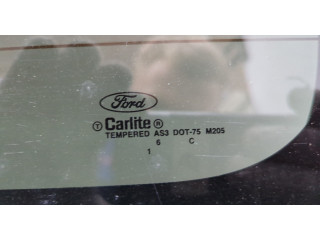 Ford
T Carlite ®
TEMPERED AS3 DOT-75 M205
6 C
1